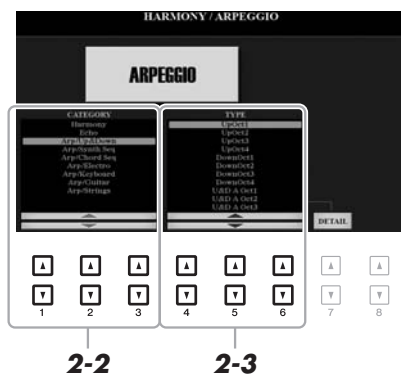 HARMONY / ARPEGGIO
ARPEGGIO
CATEGORY
Harmony
Echo
Arp/Up&Down
Arp/Synth Seq
Arp/Chord Seq
Arp/Electro
Arp/Keyboard
Arp/Guitar
Arp/Strings
TYPE
UpOct1
UpOct2
UpOct3
UpOct4
DownOct1
DownOct2
DownOct3
DownOct4
U&D A Oct1
U&D A Oct2
U&D A Oct3
DETAIL
1 2 3 4 5 6 7 8
2-2 2-3